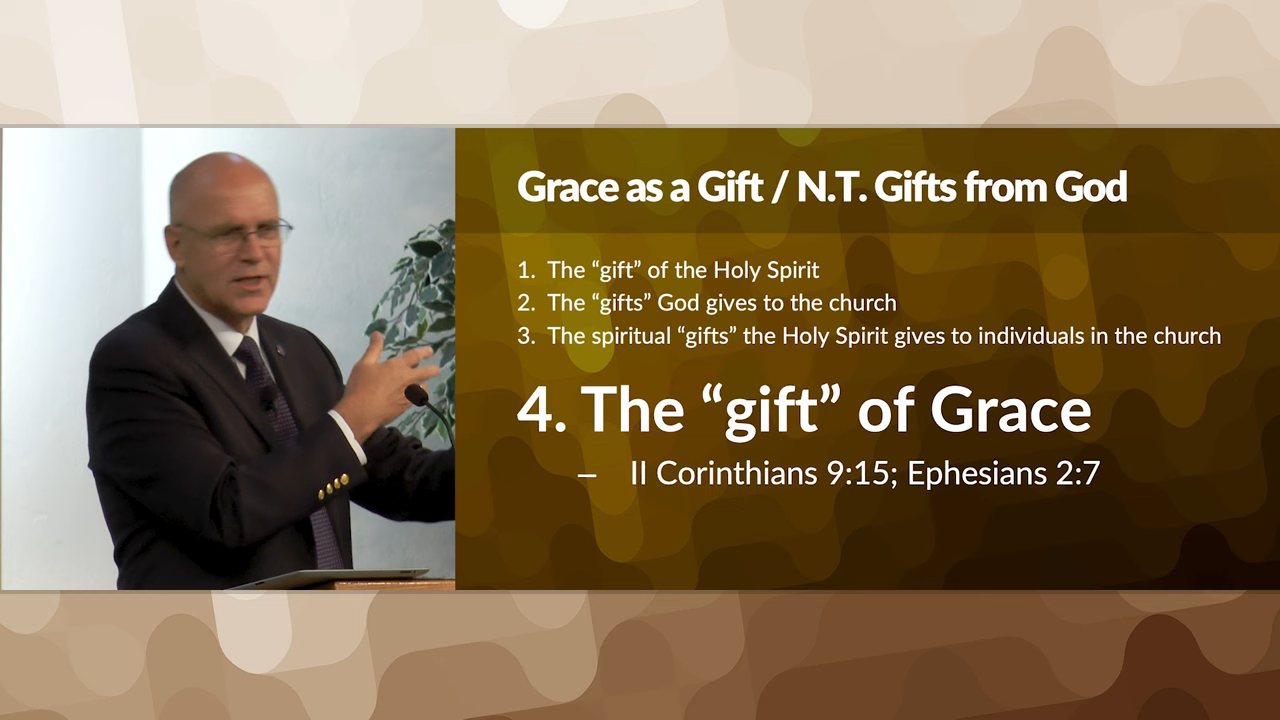 Grace as a Gift / N.T. Gifts from God
1. The “gift” of the Holy Spirit
2. The “gifts” God gives to the church
3. The spiritual “gifts” the Holy Spirit gives to individuals in the church
4. The “gift” of Grace
– II Corinthians 9:15; Ephesians 2:7